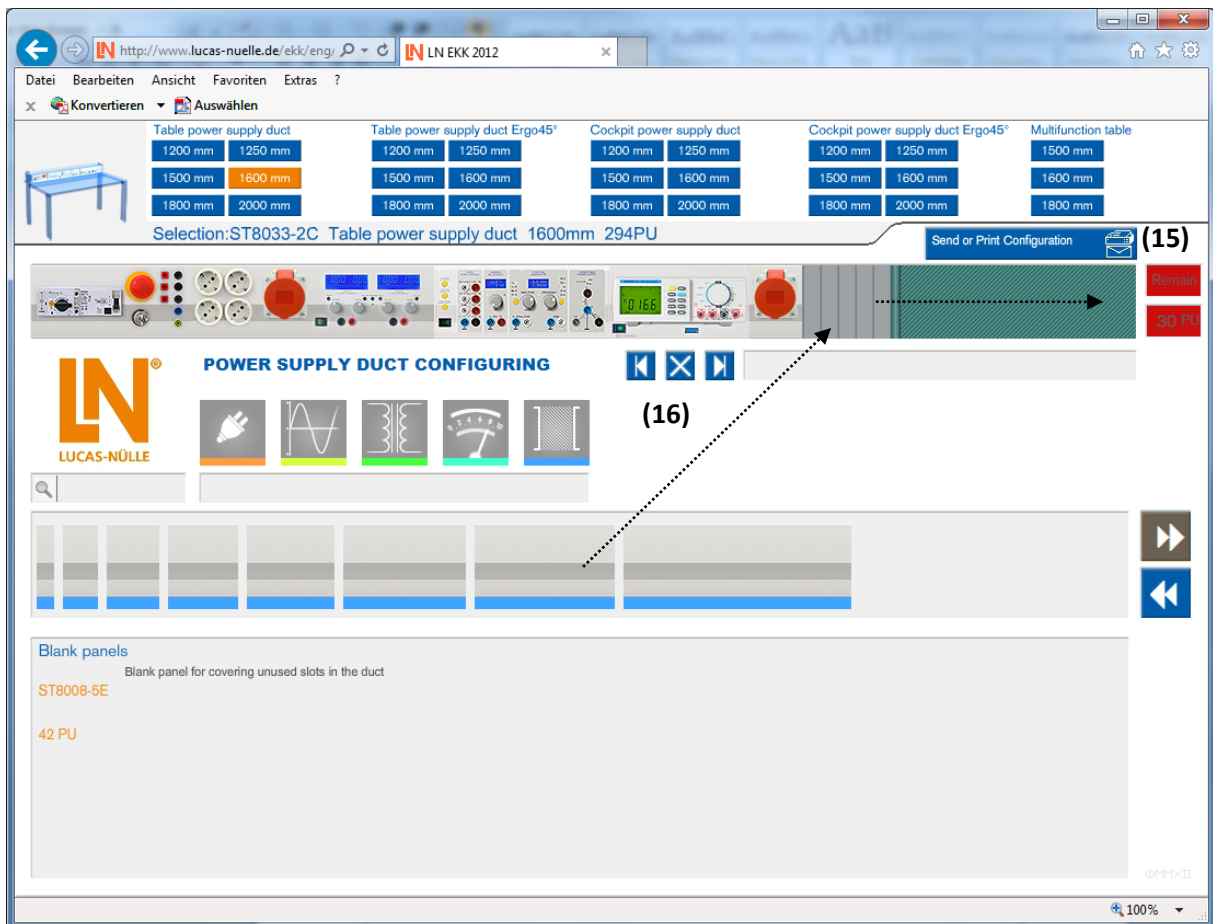 http://www.lucas-nuelle.de/ekk/eng/
LN EKK 2012
Datei Bearbeiten Ansicht Favoriten Extras ?
x Konvertieren Auswählen
Table power supply duct
1200 mm 1250 mm
1500 mm 1600 mm
1800 mm 2000 mm
Table power supply duct Ergo45°
1200 mm 1250 mm
1500 mm 1600 mm
1800 mm 2000 mm
Cockpit power supply duct
1200 mm 1250 mm
1500 mm 1600 mm
1800 mm 2000 mm
Cockpit power supply duct Ergo45°
1200 mm 1250 mm
1500 mm 1600 mm
1800 mm 2000 mm
Multifunction table
1500 mm
1600 mm
1800 mm
Selection:ST8033-2C Table power supply duct 1600mm 294PU
Send or Print Configuration
(15)
Remain
30 PU
LN®
LUCAS-NÜLLE
POWER SUPPLY DUCT CONFIGURING
(16)
Blank panels
Blank panel for covering unused slots in the duct
ST8008-5E
42 PU
©MMXII
100%